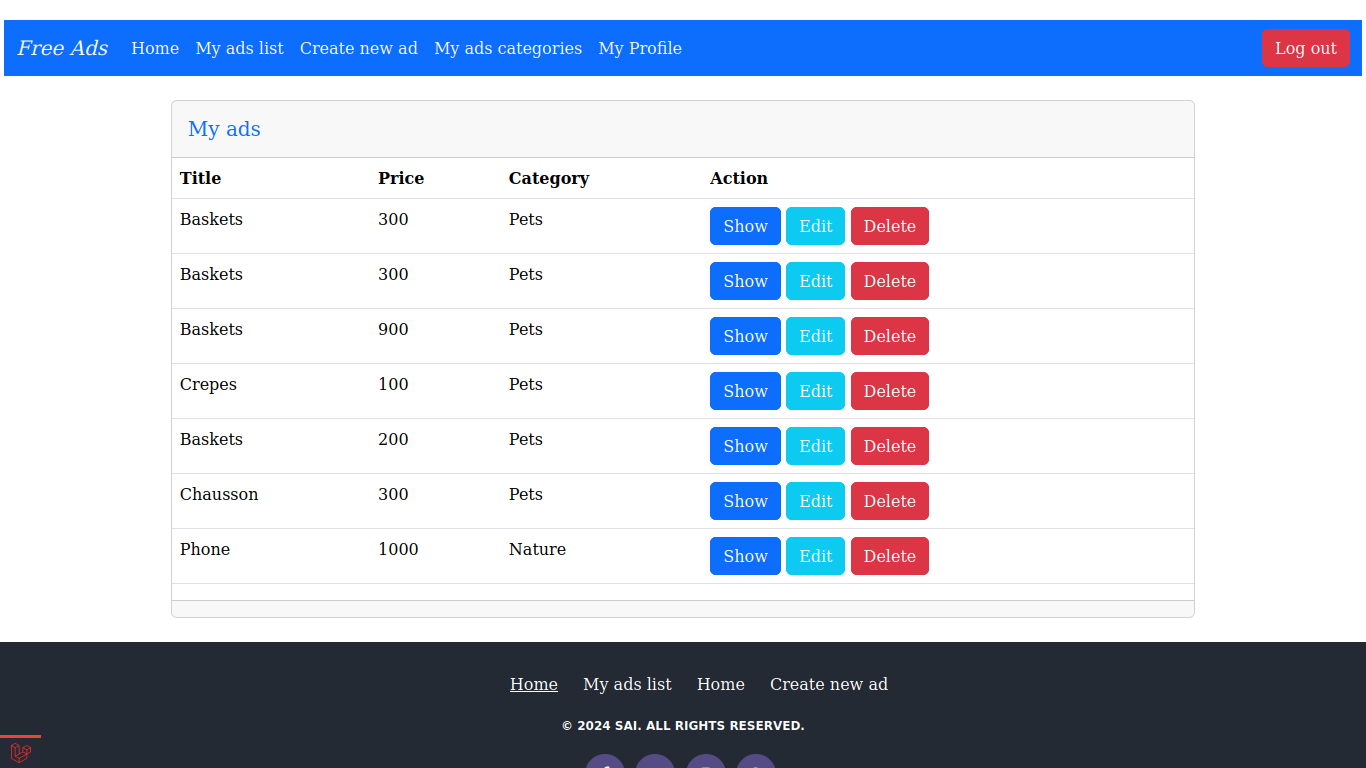 Free Ads Home My ads list Create new ad My ads categories My Profile Log out
My ads
Title Price Category Action
Baskets 300 Pets Show Edit Delete
Baskets 300 Pets Show Edit Delete
Baskets 900 Pets Show Edit Delete
Crepes 100 Pets Show Edit Delete
Baskets 200 Pets Show Edit Delete
Chausson 300 Pets Show Edit Delete
Phone 1000 Nature Show Edit Delete
Home My ads list Home Create new ad
© 2024 SAI. ALL RIGHTS RESERVED.